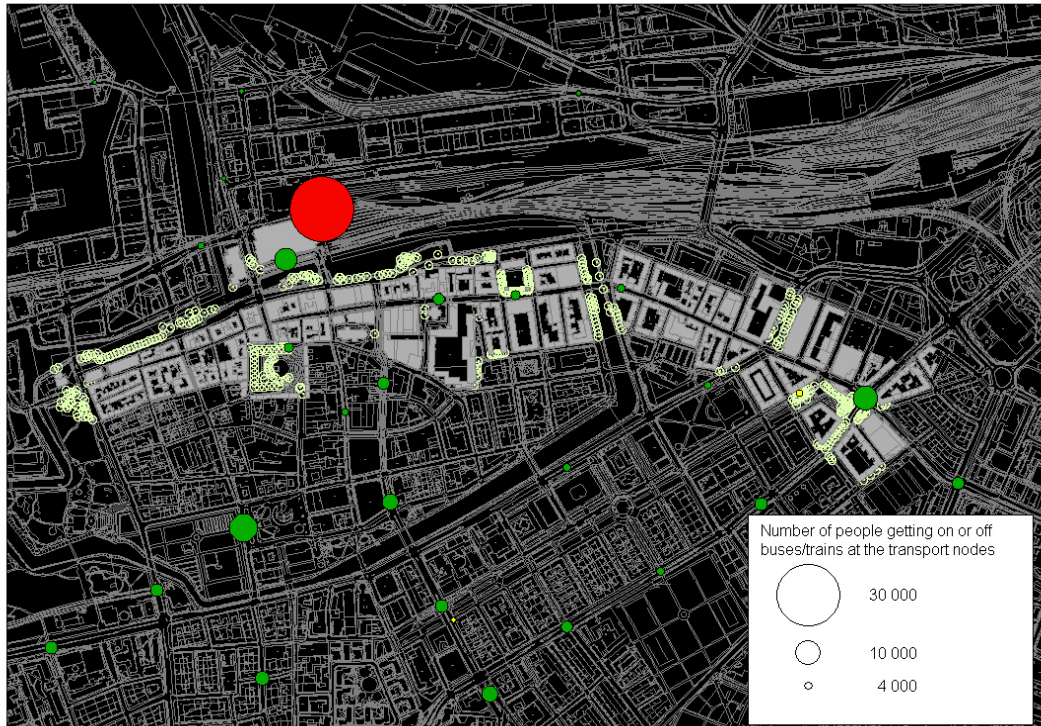 Number of people getting on or off
buses/trains at the transport nodes
30 000
10 000
4 000